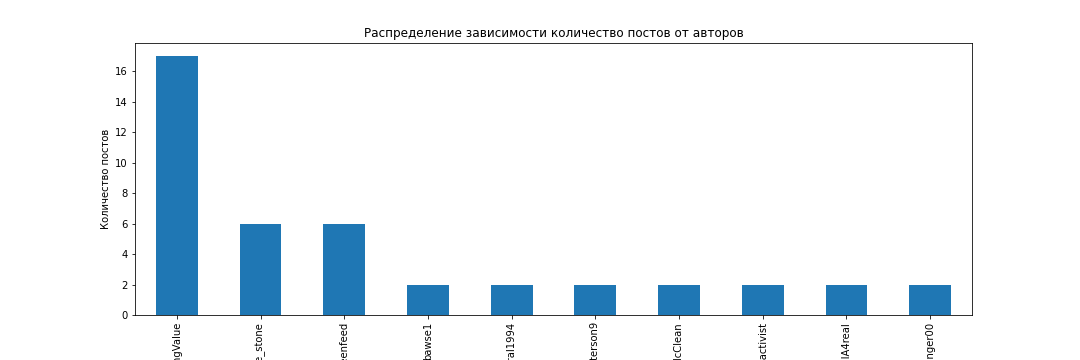 Распределение зависимости количество постов от авторов
Количество постов
16
14
12
10
8
6
4
2
0
ngValue
e_stone
enfeed
bawse1
al1994
terson9
cClean
activist
A4real
nger00